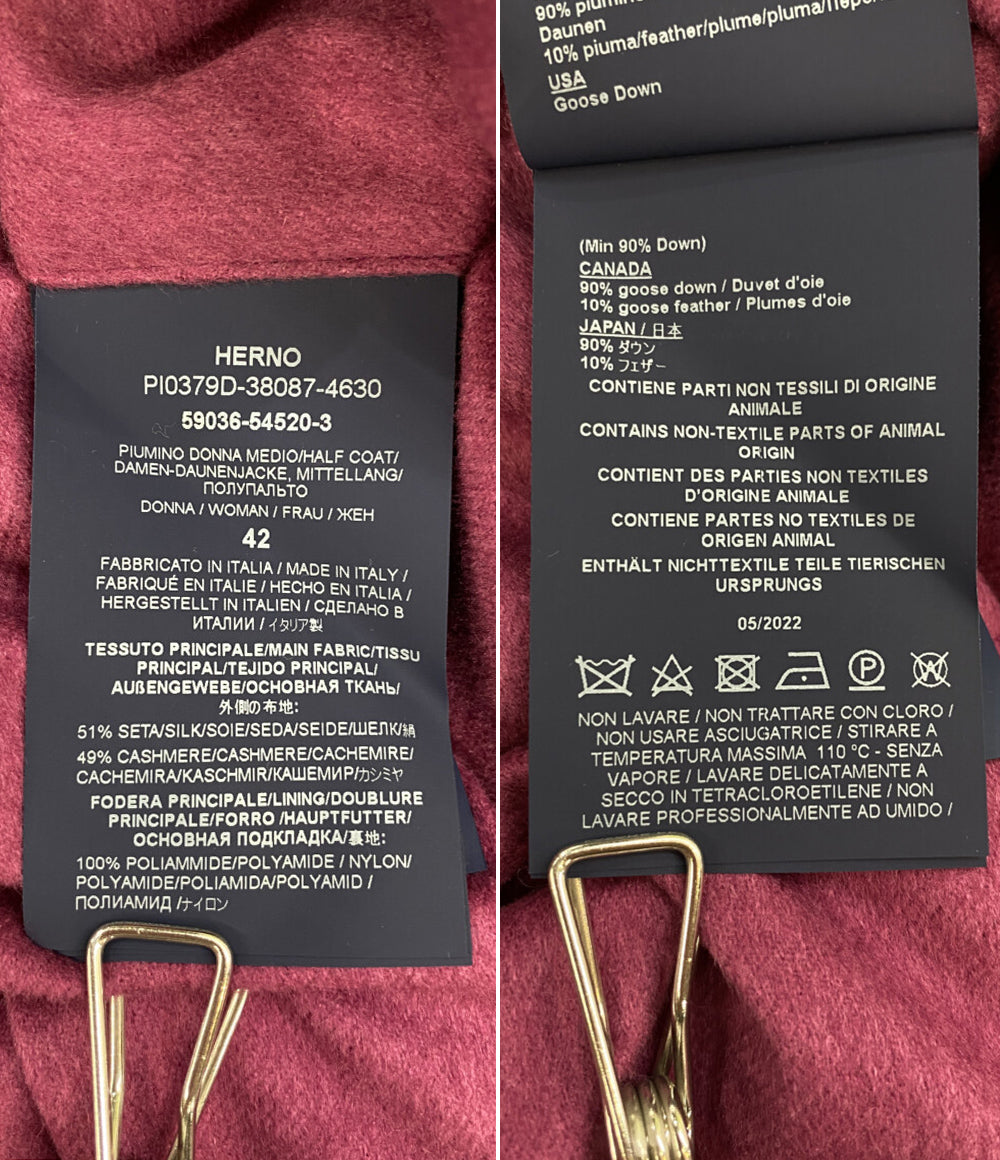 HERNO
PI0379D-38087-4630
59036-54520-3
PIUMINO DONNA MEDIO/HALF COAT/
DAMEN-DAUNENJACKE, MITTELLANG/
ПОЛУПАЛЬТО
DONNA / WOMAN / FRAU / ЖЕН
42
FABBRICATO IN ITALIA / MADE IN ITALY /
FABRIQUÉ EN ITALIE / HECHO EN ITALIA /
HERGESTELLT IN ITALIEN / СДЕЛАНО В
ИТАЛИИ / イタリア製
TESSUTO PRINCIPALE/MAIN FABRIC/TISSU
PRINCIPAL/TEJIDO PRINCIPAL/
AUßENGEWEBE/ОСНОВНАЯ ТКАНЬ/
外側の布地:
51% SETA/SILK/SOIE/SEDA/SEIDE/ШЕЛК/絹
49% CASHMERE/CASHMERE/CACHEMIRE/
CACHEMIRA/KASCHMIR/КАШЕМИР/カシミヤ
FODERA PRINCIPALE/LINING/DOUBLURE
PRINCIPALE/FORRO /HAUPTFUTTER/
ОСНОВНАЯ ПОДКЛАДКА/裏地:
100% POLIAMMIDE/POLYAMIDE / NYLON/
POLYAMIDE/POLIAMIDA/POLYAMID /
ПОЛИАМИД /ナイロン
90%
Daunen
10% piuma/feather/plume/pluma/
USA
Goose Down
(Min 90% Down)
CANADA
90% goose down / Duvet d'oie
10% goose feather / Plumes d'oie
JAPAN / 日本
90% ダウン
10% フェザー
CONTIENE PARTI NON TESSILI DI ORIGINE
ANIMALE
CONTAINS NON-TEXTILE PARTS OF ANIMAL
ORIGIN
CONTIENT DES PARTIES NON TEXTILES
D'ORIGINE ANIMALE
CONTIENE PARTES NO TEXTILES DE
ORIGEN ANIMAL
ENTHÄLT NICHTTEXTILE TEILE TIERISCHEN
URSPRUNGS
05/2022
P W
NON LAVARE / NON TRATTARE CON CLORO /
NON USARE ASCIUGATRICE / STIRARE A
TEMPERATURA MASSIMA 110 °C - SENZA
VAPORE / LAVARE DELICATAMENTE A
SECCO IN TETRACLOROETILENE / NON
LAVARE PROFESSIONALMENTE AD UMIDO /